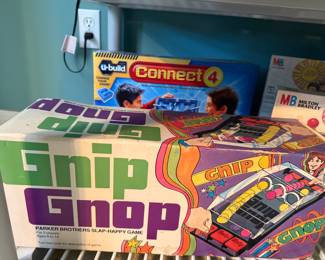 u-build
Connect 4
MB MILTON
BRADLEY
Gnip
Gnop
Gnip
Gnop
PARKER BROTHERS SLAP-HAPPY GAME
GNIP
GNOP